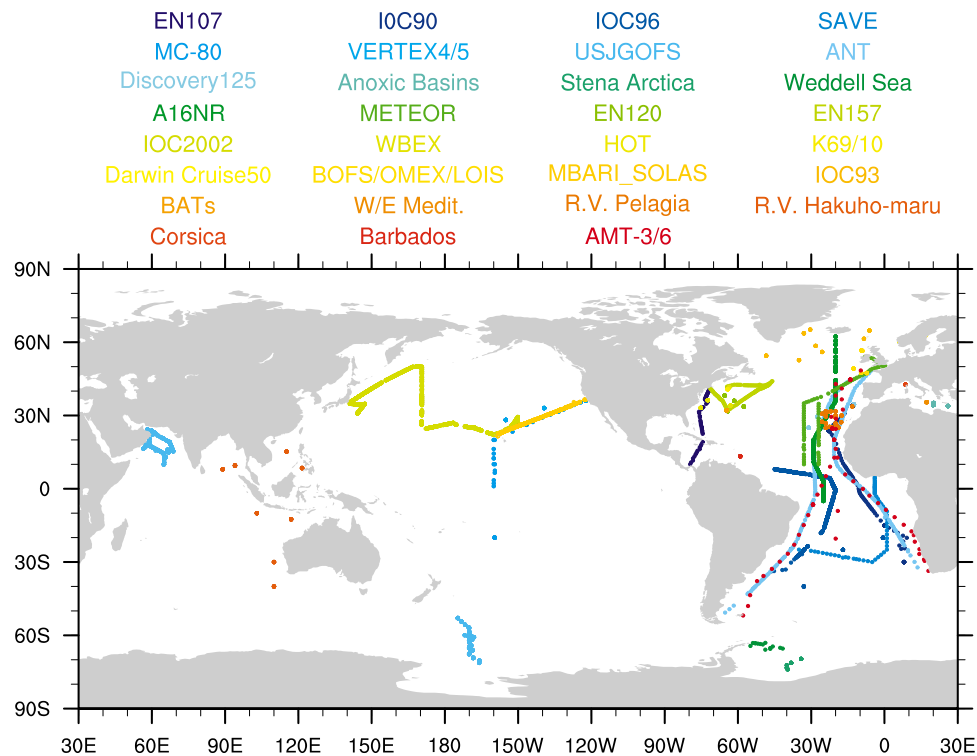 EN107 I0C90 IOC96 SAVE
MC-80 VERTEX4/5 USJGOFS ANT
Discovery125 Anoxic Basins Stena Arctica Weddell Sea
A16NR METEOR EN120 EN157
IOC2002 WBEX HOT K69/10
Darwin Cruise50 BOFS/OMEX/LOIS MBARI_SOLAS IOC93
BATs W/E Medit. R.V. Pelagia R.V. Hakuho-maru
Corsica Barbados AMT-3/6
90N
60N
30N
0
30S
60S
90S
30E 60E 90E 120E 150E 180 150W 120W 90W 60W 30W 0 30E